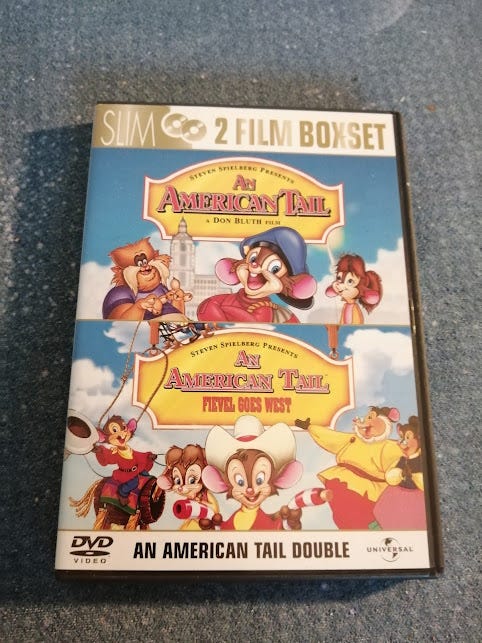 SLIM 2 FILM BOXSET
STEVEN SPIELBERG PRESENTS
AN
AMERICAN TAIL
A DON BLUTH FILM
STEVEN SPIELBERG PRESENTS
AN
AMERICAN TAIL
FIEVEL GOES WEST
DVD
VIDEO
AN AMERICAN TAIL DOUBLE
UNIVERSAL